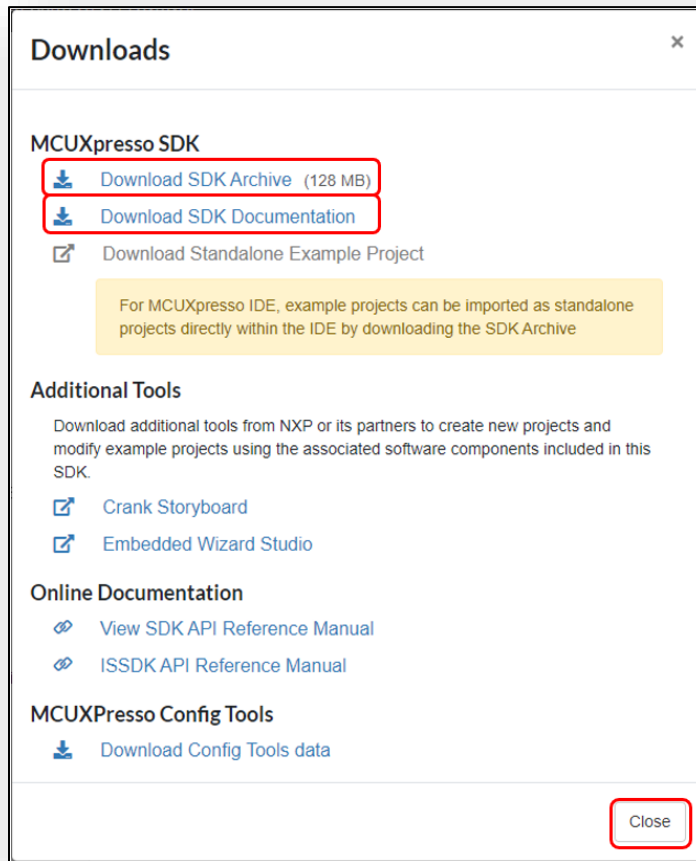 Downloads
×
MCUXpresso SDK
Download SDK Archive (128 MB)
Download SDK Documentation
Download Standalone Example Project
For MCUXpresso IDE, example projects can be imported as standalone
projects directly within the IDE by downloading the SDK Archive
Additional Tools
Download additional tools from NXP or its partners to create new projects and
modify example projects using the associated software components included in this
SDK.
Crank Storyboard
Embedded Wizard Studio
Online Documentation
View SDK API Reference Manual
ISSDK API Reference Manual
MCUXPresso Config Tools
Download Config Tools data
Close